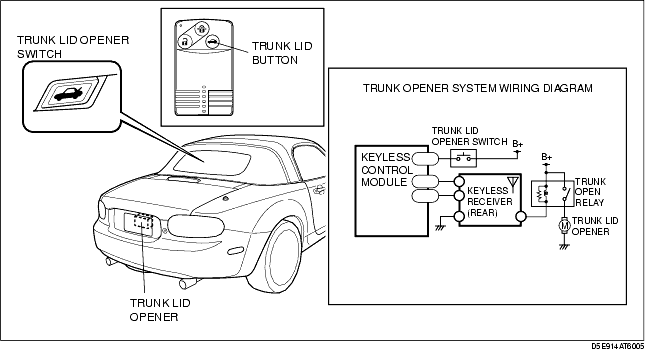 TRUNK LID OPENER
SWITCH
TRUNK LID
BUTTON
TRUNK LID
OPENER
TRUNK OPENER SYSTEM WIRING DIAGRAM
TRUNK LID
OPENER SWITCH
B+
KEYLESS
CONTROL
MODULE
B+
KEYLESS
RECEIVER
(REAR)
TRUNK
OPEN
RELAY
M
TRUNK LID
OPENER
D5E914AT6005